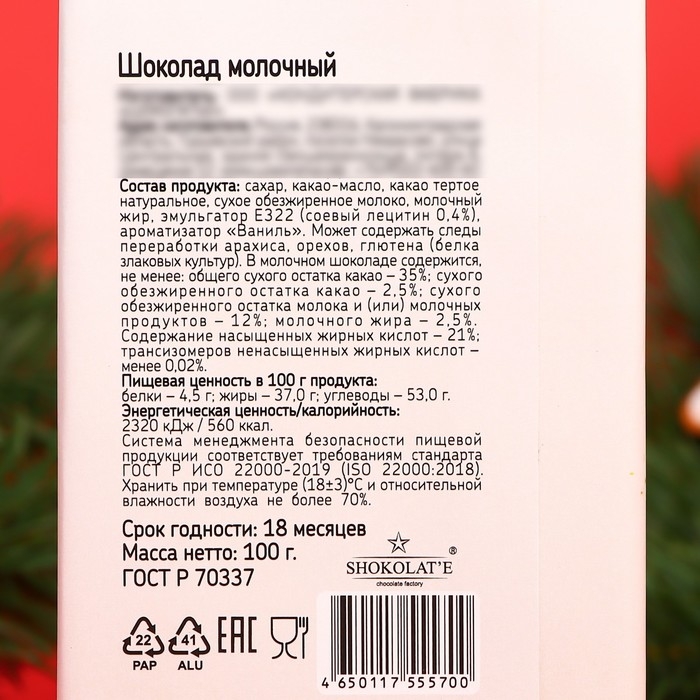 Шоколад молочный
Состав продукта: сахар, какао-масло, какао тертое
натуральное, сухое обезжиренное молоко, молочный
жир, эмульгатор Е322 (соевый лецитин 0,4%),
ароматизатор «Ваниль». Может содержать следы
переработки арахиса, орехов, глютена (белка
злаковых культур). В молочном шоколаде содержится,
не менее: общего сухого остатка какао – 35%; сухого
обезжиренного остатка какао – 2,5%; сухого
обезжиренного остатка молока и (или) молочных
продуктов – 12%; молочного жира – 2,5%.
Содержание насыщенных жирных кислот – 21%;
трансизомеров ненасыщенных жирных кислот –
менее 0,02%.
Пищевая ценность в 100 г продукта:
белки – 4,5 г; жиры – 37,0 г; углеводы – 53,0 г.
Энергетическая ценность/калорийность:
2320 кДж / 560 ккал.
Система менеджмента безопасности пищевой
продукции соответствует требованиям стандарта
ГОСТ Р ИСО 22000-2019 (ISO 22000:2018).
Хранить при температуре (18±3)°С и относительной
влажности воздуха не более 70%.
Срок годности: 18 месяцев
Масса нетто: 100 г.
ГОСТ Р 70337
SHOKOLAT'E ®
chocolate factory
22 41 EAC
PAP ALU
4 650117 555700